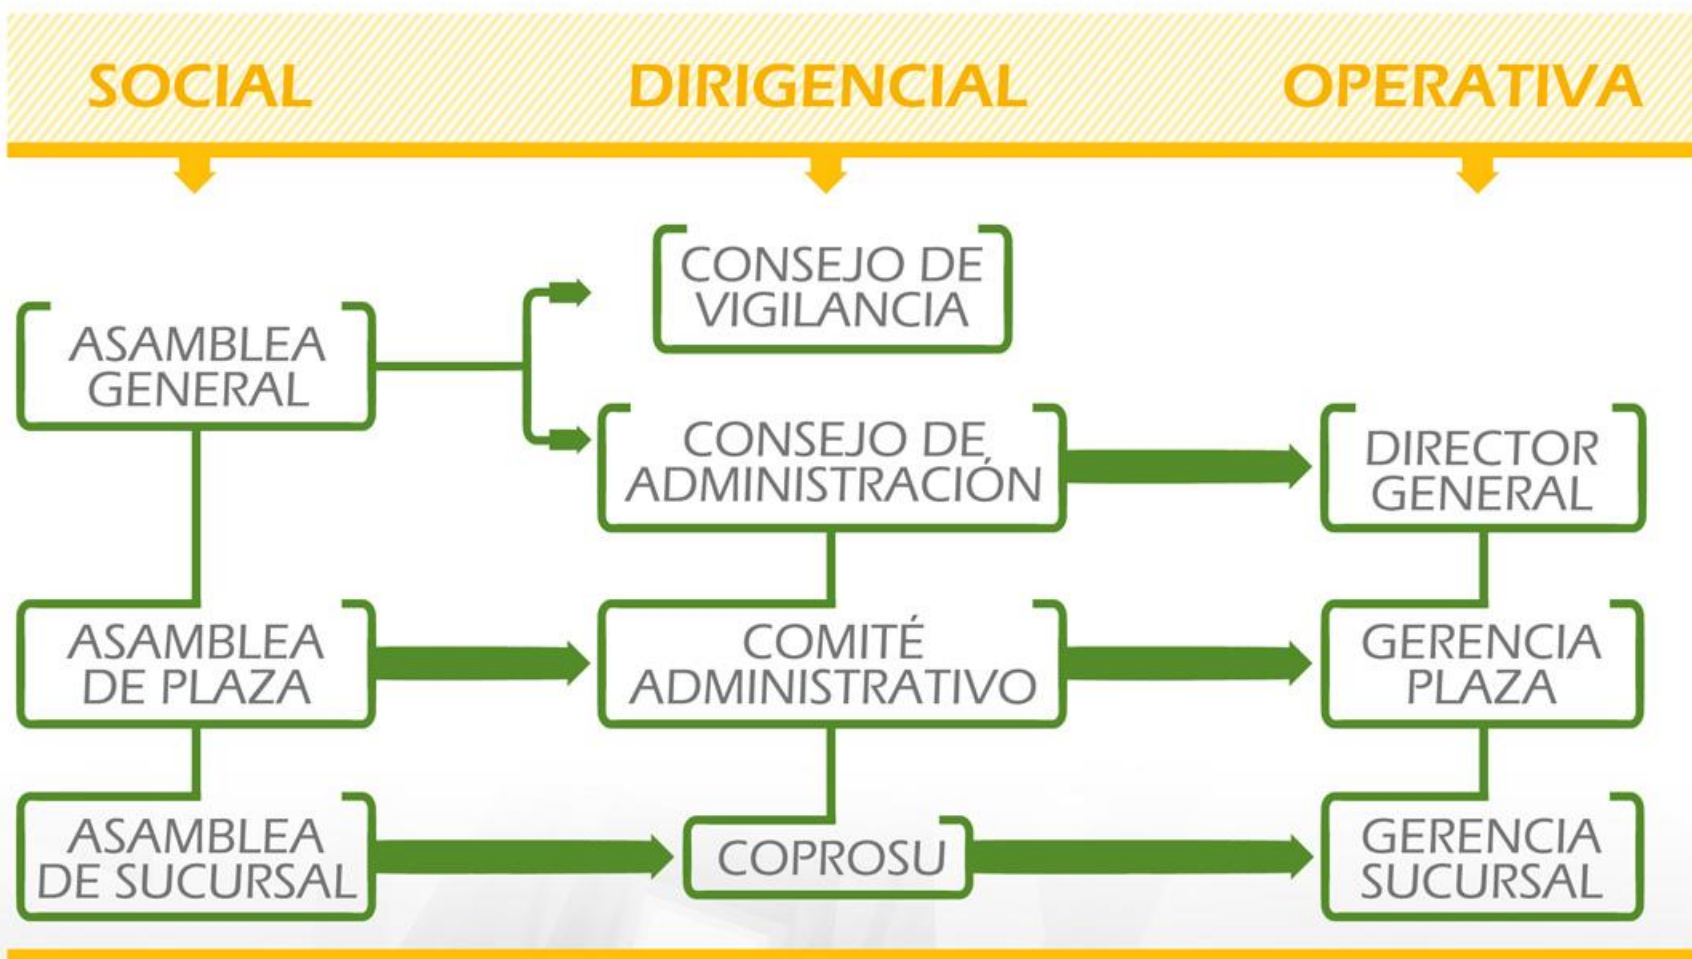 SOCIAL
DIRIGENCIAL
OPERATIVA
CONSEJO DE
VIGILANCIA
ASAMBLEA
GENERAL
CONSEJO DE
ADMINISTRACIÓN
DIRECTOR
GENERAL
ASAMBLEA
DE PLAZA
COMITÉ
ADMINISTRATIVO
GERENCIA
PLAZA
ASAMBLEA
DE SUCURSAL
COPROSU
GERENCIA
SUCURSAL